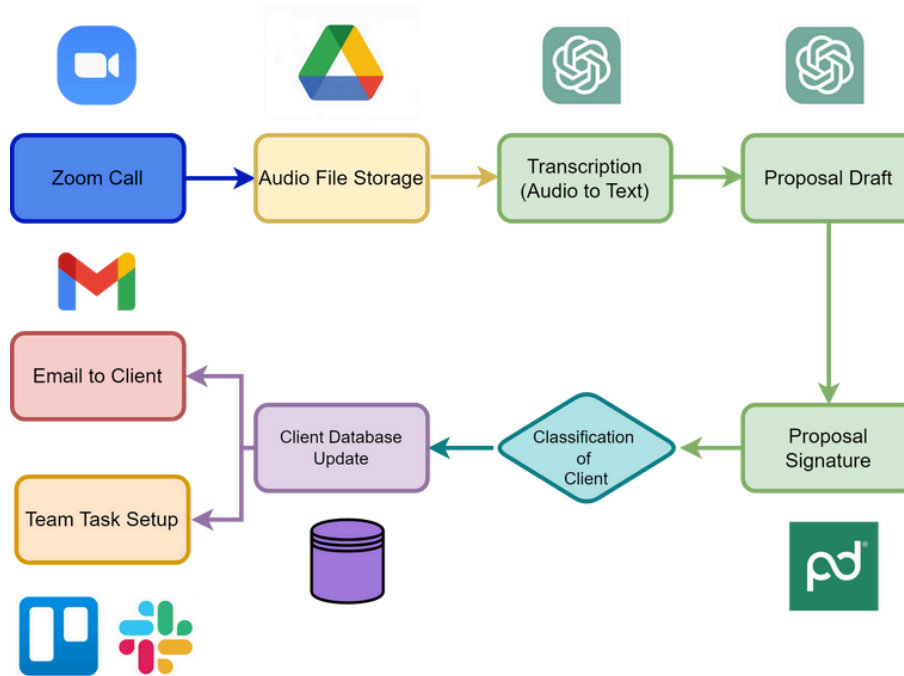 Zoom Call
Audio File Storage
Transcription
(Audio to Text)
Proposal Draft
Proposal
Signature
Classification
of
Client
Client Database
Update
Email to Client
Team Task Setup
pd